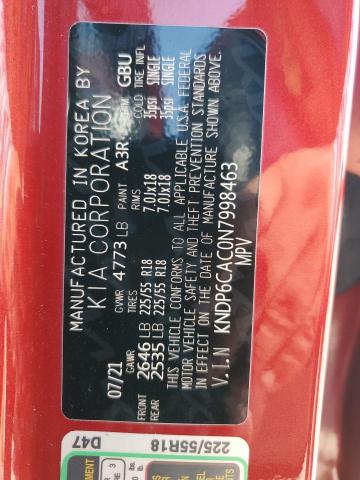 MANUFACTURED IN KOREA BY
KIA CORPORATION
07/21 GVWR 4773 LB PAINT A3R TRIM GBU
GAWR TIRES RIMS COLD TIRE INFL
FRONT 2646 LB 225/55 R18 7.0Jx18 35psi SINGLE
REAR 2535 LB 225/55 R18 7.0Jx18 35psi SINGLE
THIS VEHICLE CONFORMS TO ALL APPLICABLE U.S.A. FEDERAL
MOTOR VEHICLE SAFETY AND THEFT PREVENTION STANDARDS
IN EFFECT ON THE DATE OF MANUFACTURE SHOWN ABOVE.
V.I.N KNDP6CAC0N7998463
MPV
225/55R18
D47